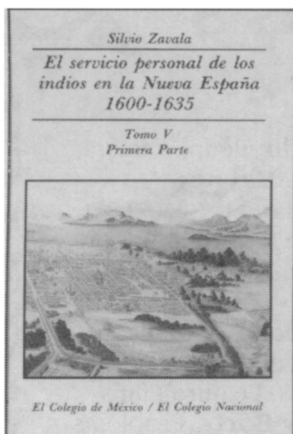 Silvio Zavala
El servicio personal de los
indios en la Nueva España
1600-1635
Tomo V
Primera Parte
El Colegio de México / El Colegio Nacional